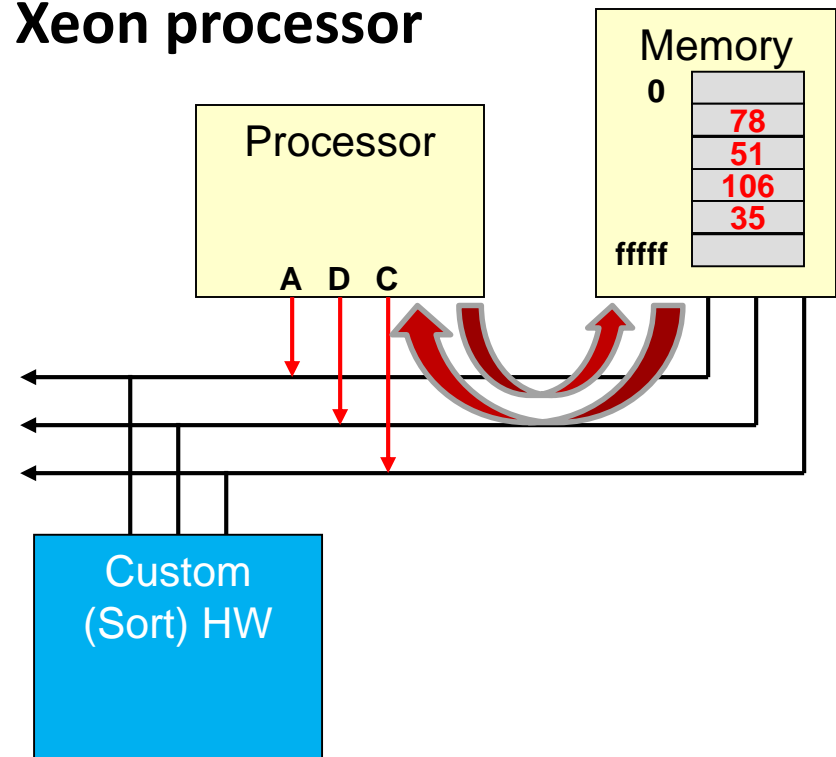 Xeon processor
Memory
0
78
51
106
35
fffff
Processor
A D C
Custom
(Sort) HW